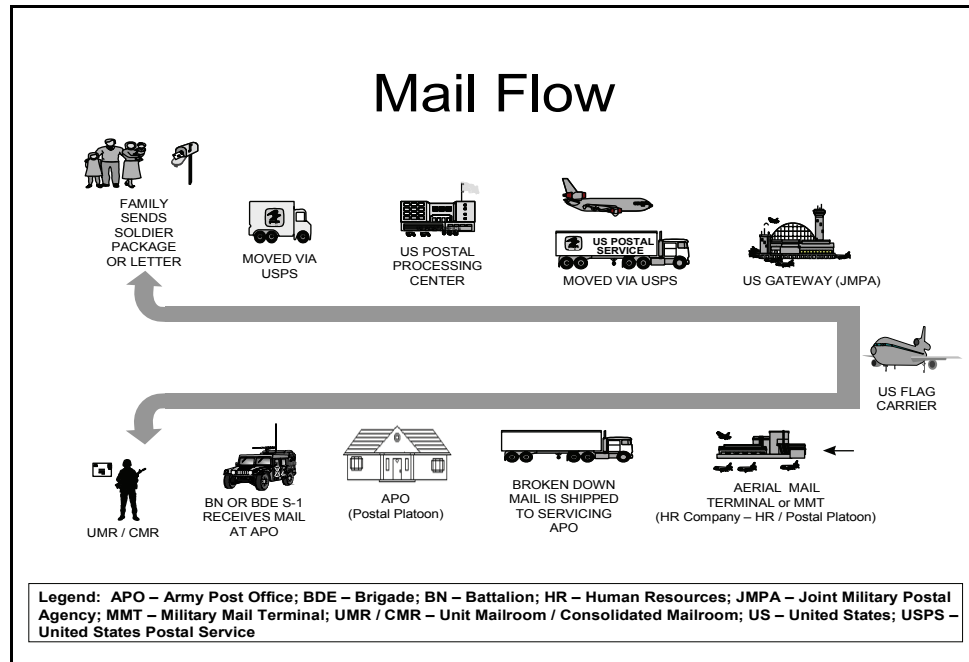 Mail Flow
FAMILY
SENDS
SOLDIER
PACKAGE
OR LETTER
MOVED VIA
USPS
US POSTAL
PROCESSING
CENTER
US POSTAL
SERVICE
MOVED VIA USPS
US GATEWAY (JMPA)
US FLAG
CARRIER
UMR / CMR
BN OR BDE S-1
RECEIVES MAIL
AT APO
APO
(Postal Platoon)
BROKEN DOWN
MAIL IS SHIPPED
TO SERVICING
APO
AERIAL MAIL
TERMINAL or MMT
(HR Company – HR / Postal Platoon)
Legend: APO – Army Post Office; BDE – Brigade; BN – Battalion; HR – Human Resources; JMPA – Joint Military Postal
Agency; MMT – Military Mail Terminal; UMR / CMR – Unit Mailroom / Consolidated Mailroom; US – United States; USPS –
United States Postal Service